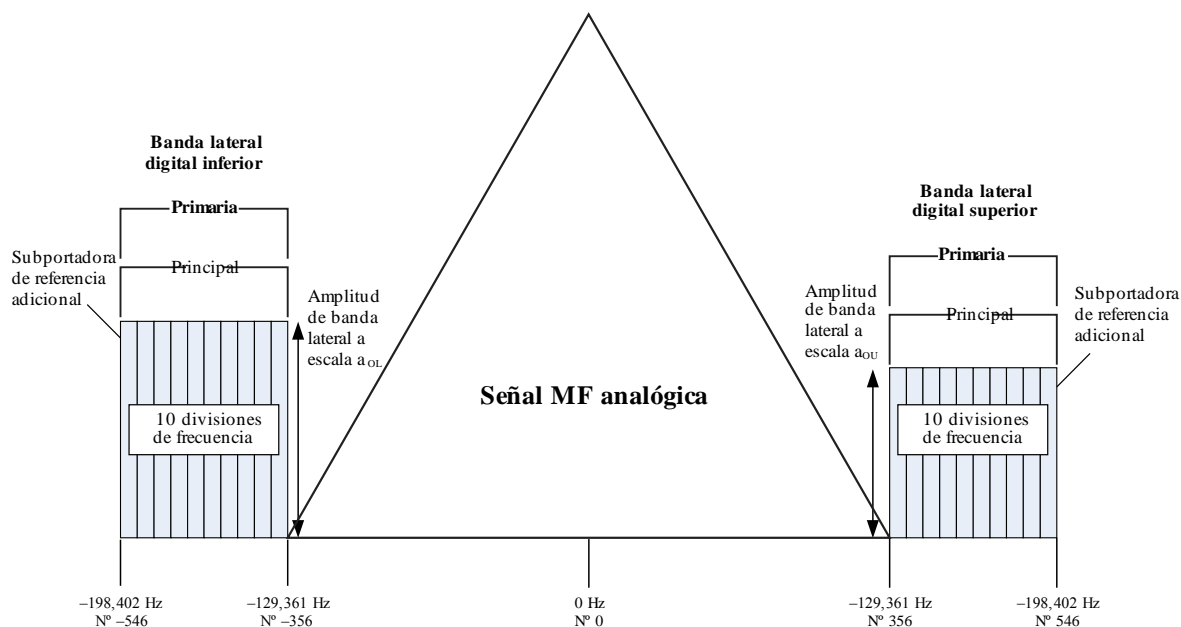 Banda lateral
digital inferior
Primaria
Principal
Subportadora
de referencia
adicional
Amplitud
de banda
lateral a
escala aOL
10 divisiones
de frecuencia
Señal MF analógica
Banda lateral
digital superior
Primaria
Principal
Amplitud
de banda
lateral a
escala aOU
Subportadora
de referencia
adicional
10 divisiones
de frecuencia
–198,402 Hz
Nº –546
–129,361 Hz
Nº –356
0 Hz
Nº 0
–129,361 Hz
Nº 356
–198,402 Hz
Nº 546